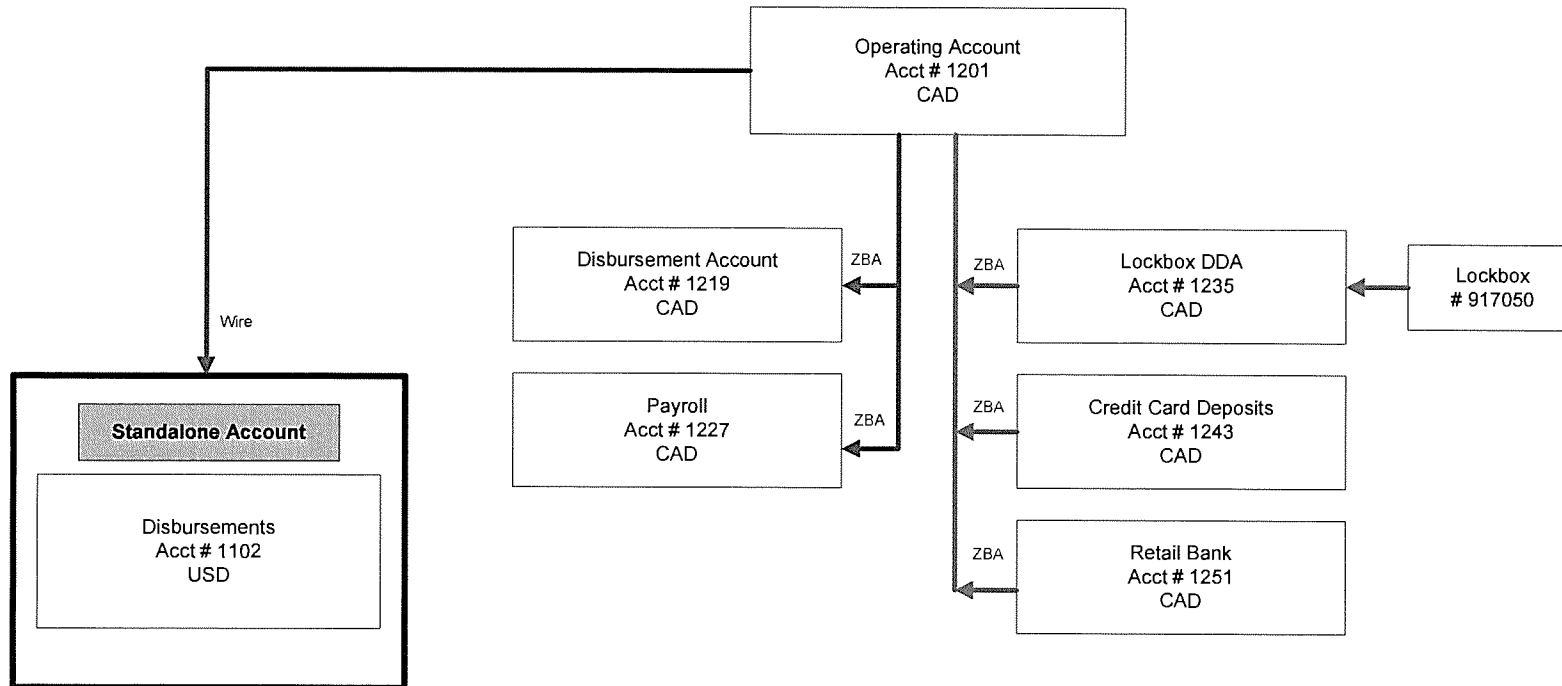 Operating Account
Acct # 1201
CAD
Disbursement Account
Acct # 1219
CAD
ZBA
ZBA
Lockbox DDA
Acct # 1235
CAD
Lockbox
# 917050
Wire
Payroll
Acct # 1227
CAD
ZBA
ZBA
Credit Card Deposits
Acct # 1243
CAD
Standalone Account
Disbursements
Acct # 1102
USD
ZBA
Retail Bank
Acct # 1251
CAD